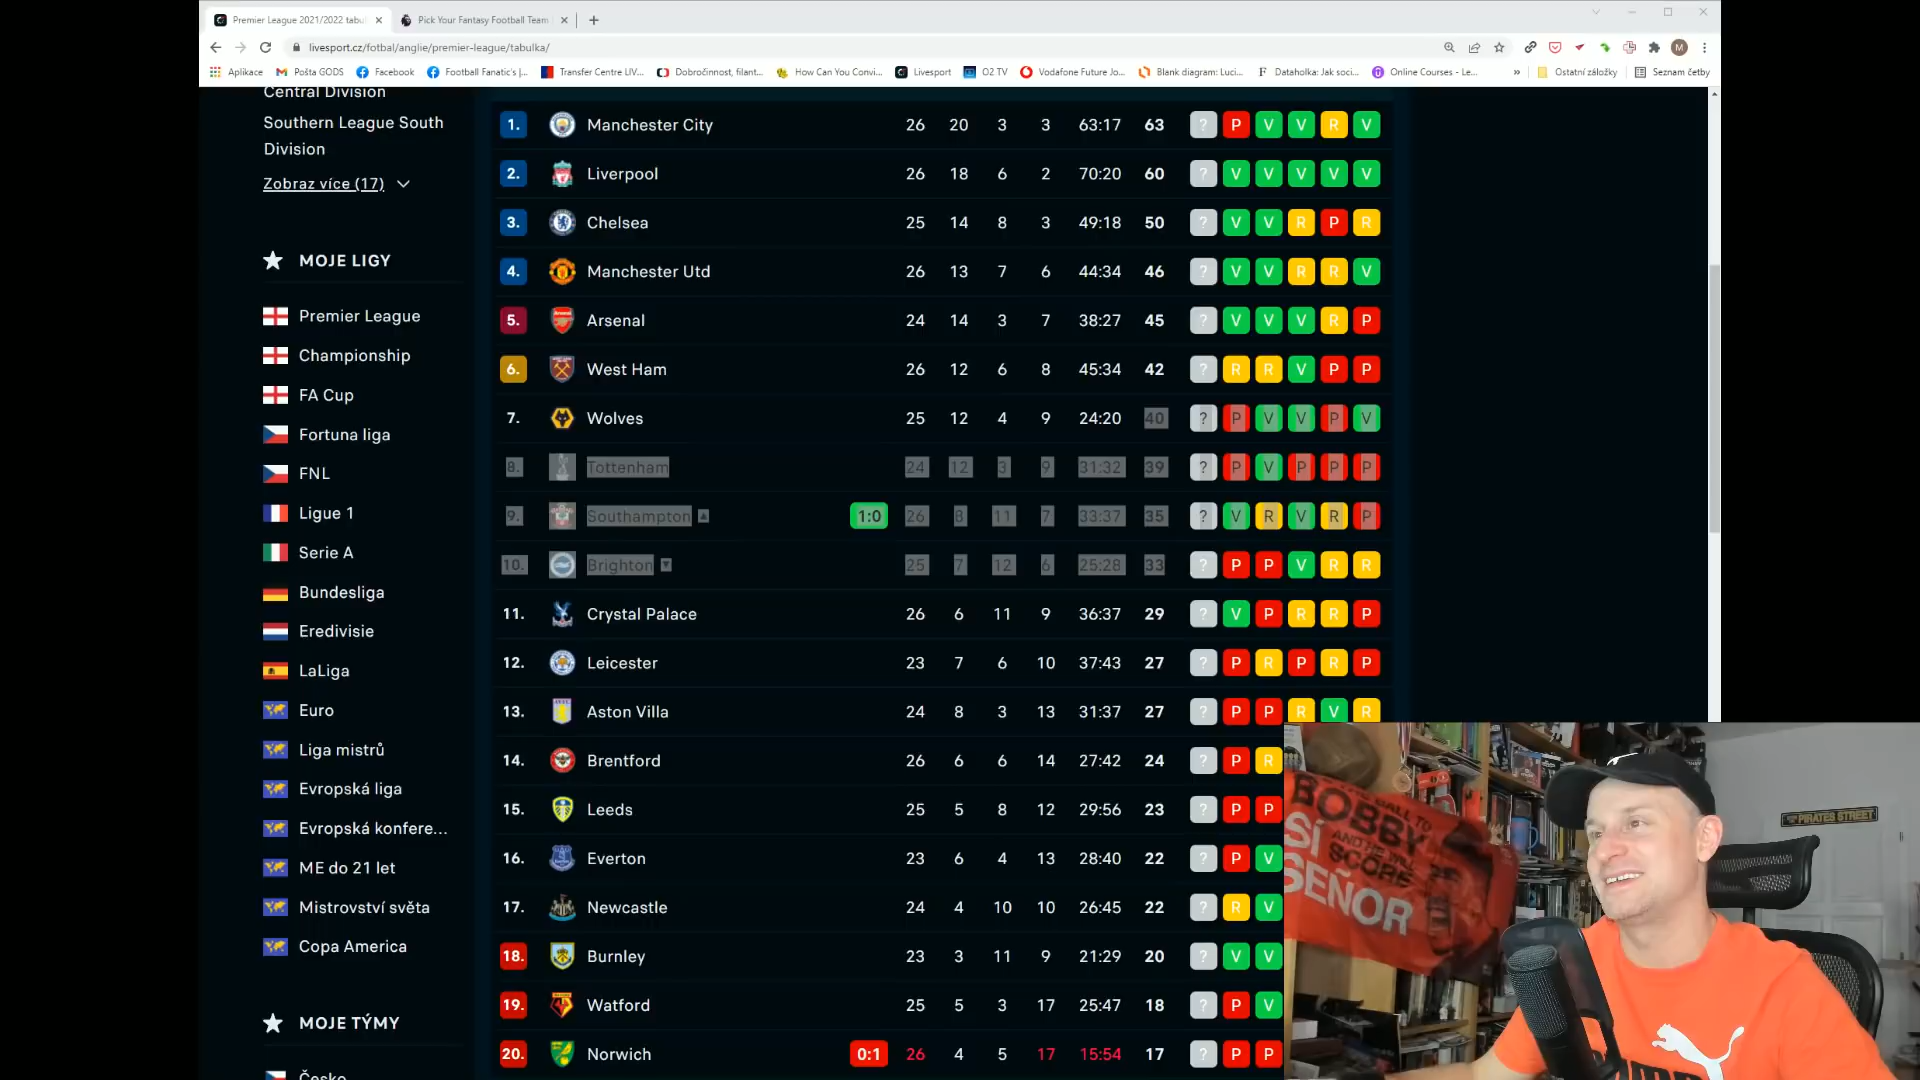 Premier League 2021/2022 tabu
Pick Your Fantasy Football Team
livesport.cz/fotbal/anglie/premier-league/tabulka/
M
Aplikace
Pošta GODS
Facebook
Football Fanatic's |...
Transfer Centre LIV...
Dobročinnost, filant...
How Can You Convi...
Livesport
O2 TV
Vodafone Future Jo...
Blank diagram: Luci...
Dataholka: Jak soci...
Online Courses - Le...
»
Ostatní záložky
Seznam četby
Central Division
Southern League South
Division
Zobraz více (17)
MOJE LIGY
Premier League
Championship
FA Cup
Fortuna liga
FNL
Ligue 1
Serie A
Bundesliga
Eredivisie
LaLiga
Euro
Liga mistrů
Evropská liga
Evropská konfere...
ME do 21 let
Mistrovství světa
Copa America
MOJE TÝMY
Česko
1. Manchester City 26 20 3 3 63:17 63 ? P V V R V
2. Liverpool 26 18 6 2 70:20 60 ? V V V V V
3. Chelsea 25 14 8 3 49:18 50 ? V V R P R
4. Manchester Utd 26 13 7 6 44:34 46 ? V V R R V
5. Arsenal 24 14 3 7 38:27 45 ? V V V R P
6. West Ham 26 12 6 8 45:34 42 ? R R V P P
7. Wolves 25 12 4 9 24:20 40 ? P V V P V
8. Tottenham 24 12 3 9 31:32 39 ? P V P P P
9. Southampton 1:0 26 8 11 7 33:37 35 ? V R V R P
10. Brighton 25 7 12 6 25:28 33 ? P P V R R
11. Crystal Palace 26 6 11 9 36:37 29 ? V P R R P
12. Leicester 23 7 6 10 37:43 27 ? P R P R P
13. Aston Villa 24 8 3 13 31:37 27 ? P P R V R
14. Brentford 26 6 6 14 27:42 24 ? P R
15. Leeds 25 5 8 12 29:56 23 ? P P
16. Everton 23 6 4 13 28:40 22 ? P V
17. Newcastle 24 4 10 10 26:45 22 ? R V
18. Burnley 23 3 11 9 21:29 20 ? V V
19. Watford 25 5 3 17 25:47 18 ? P V
20. Norwich 0:1 26 4 5 17 15:54 17 ? P P
BALL TO
BOBBY
AND HE WILL
SCORE
SÍ
SEÑOR
PIRATES STREET